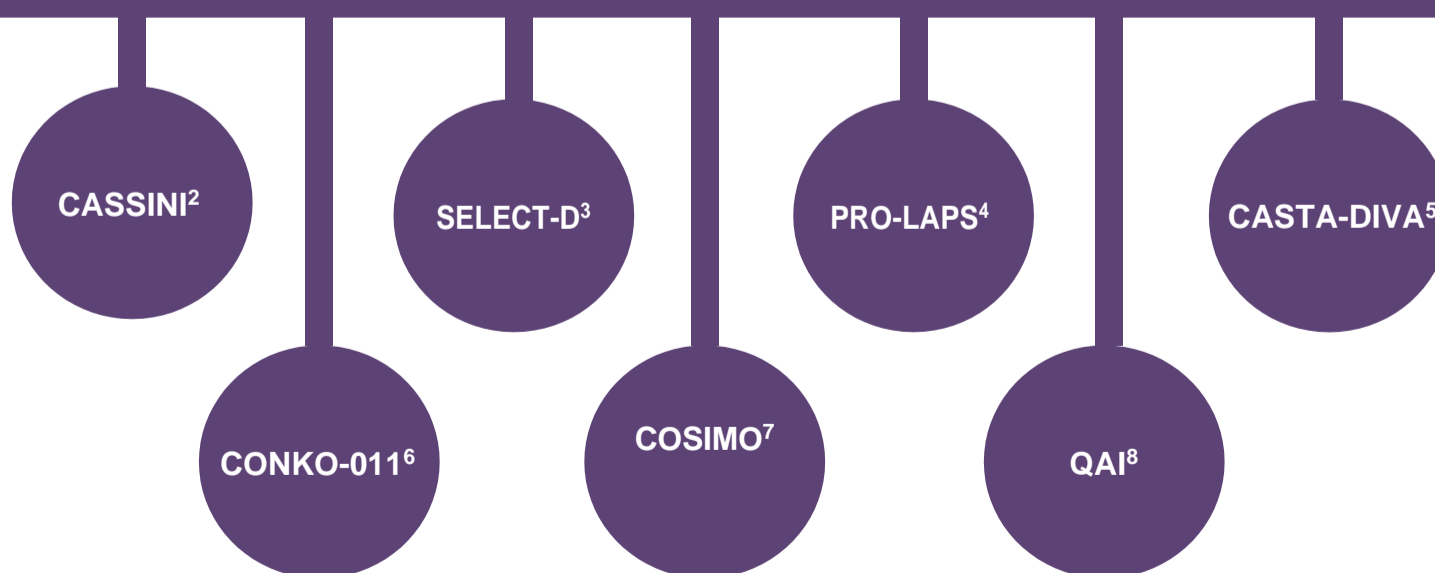 CASSINI²
SELECT-D³
PRO-LAPS⁴
CASTA-DIVA⁵
CONKO-011⁶
COSIMO⁷
QAI⁸